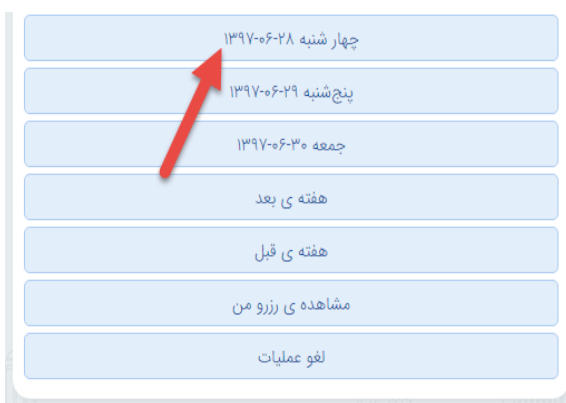 چهار شنبه ۱۳۹۷-۰۶-۲۸
پنج‌شنبه ۱۳۹۷-۰۶-۲۹
جمعه ۱۳۹۷-۰۶-۳۰
هفته ی بعد
هفته ی قبل
مشاهده ی رزرو من
لغو عملیات